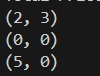 (2, 3)
(0, 0)
(5, 0)